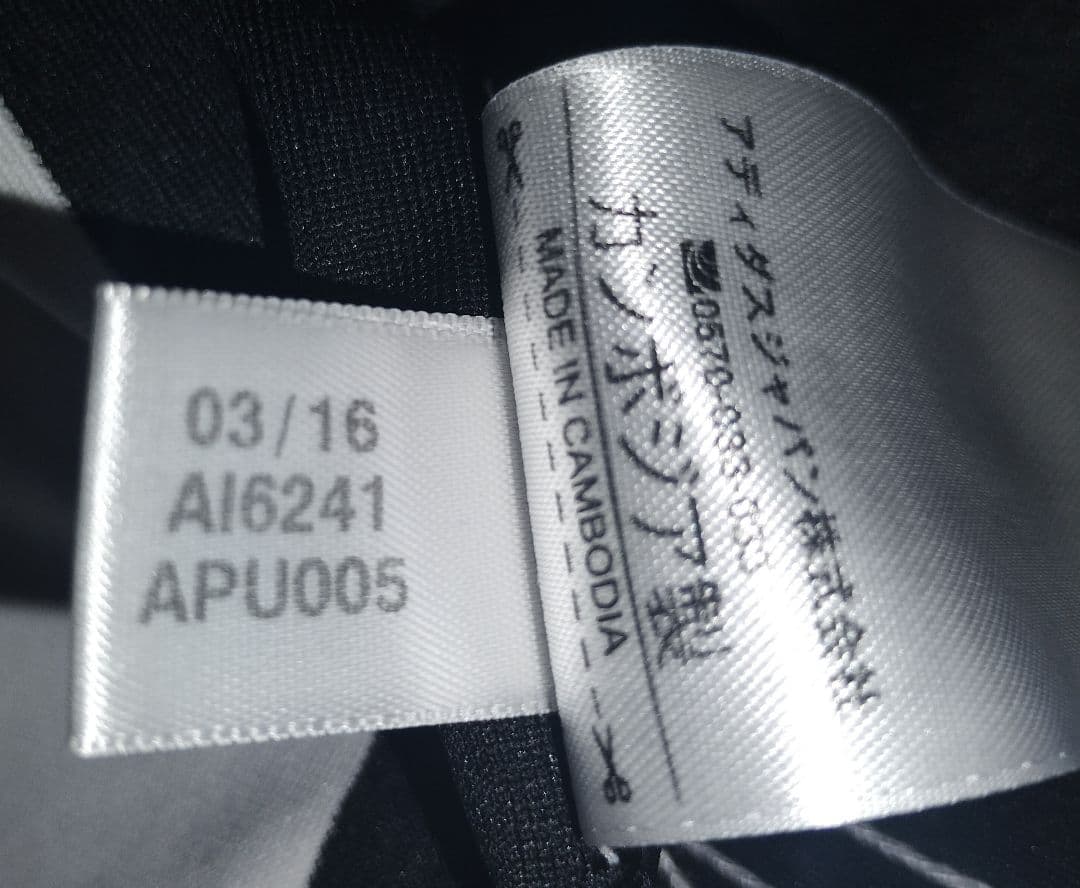 03/16
AI6241
APU005
アディダスジャパン株式会社
0570-033-033
カンボジア製
MADE IN CAMBODIA